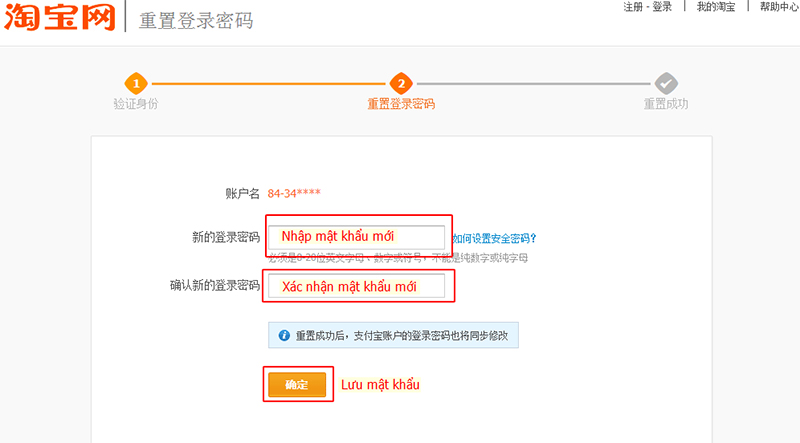 淘宝网 重置登录密码 注册 - 登录 | 我的淘宝 | 帮助中心
1 2
验证身份 重置登录密码 重置成功
账户名 84-34****
新的登录密码 Nhập mật khẩu mới 如何设置安全密码?
必须是6-20位英文字母、数字或符号，不能是纯数字或纯字母
确认新的登录密码 Xác nhận mật khẩu mới
i 重置成功后，支付宝账户的登录密码也将同步修改
确定 Lưu mật khẩu